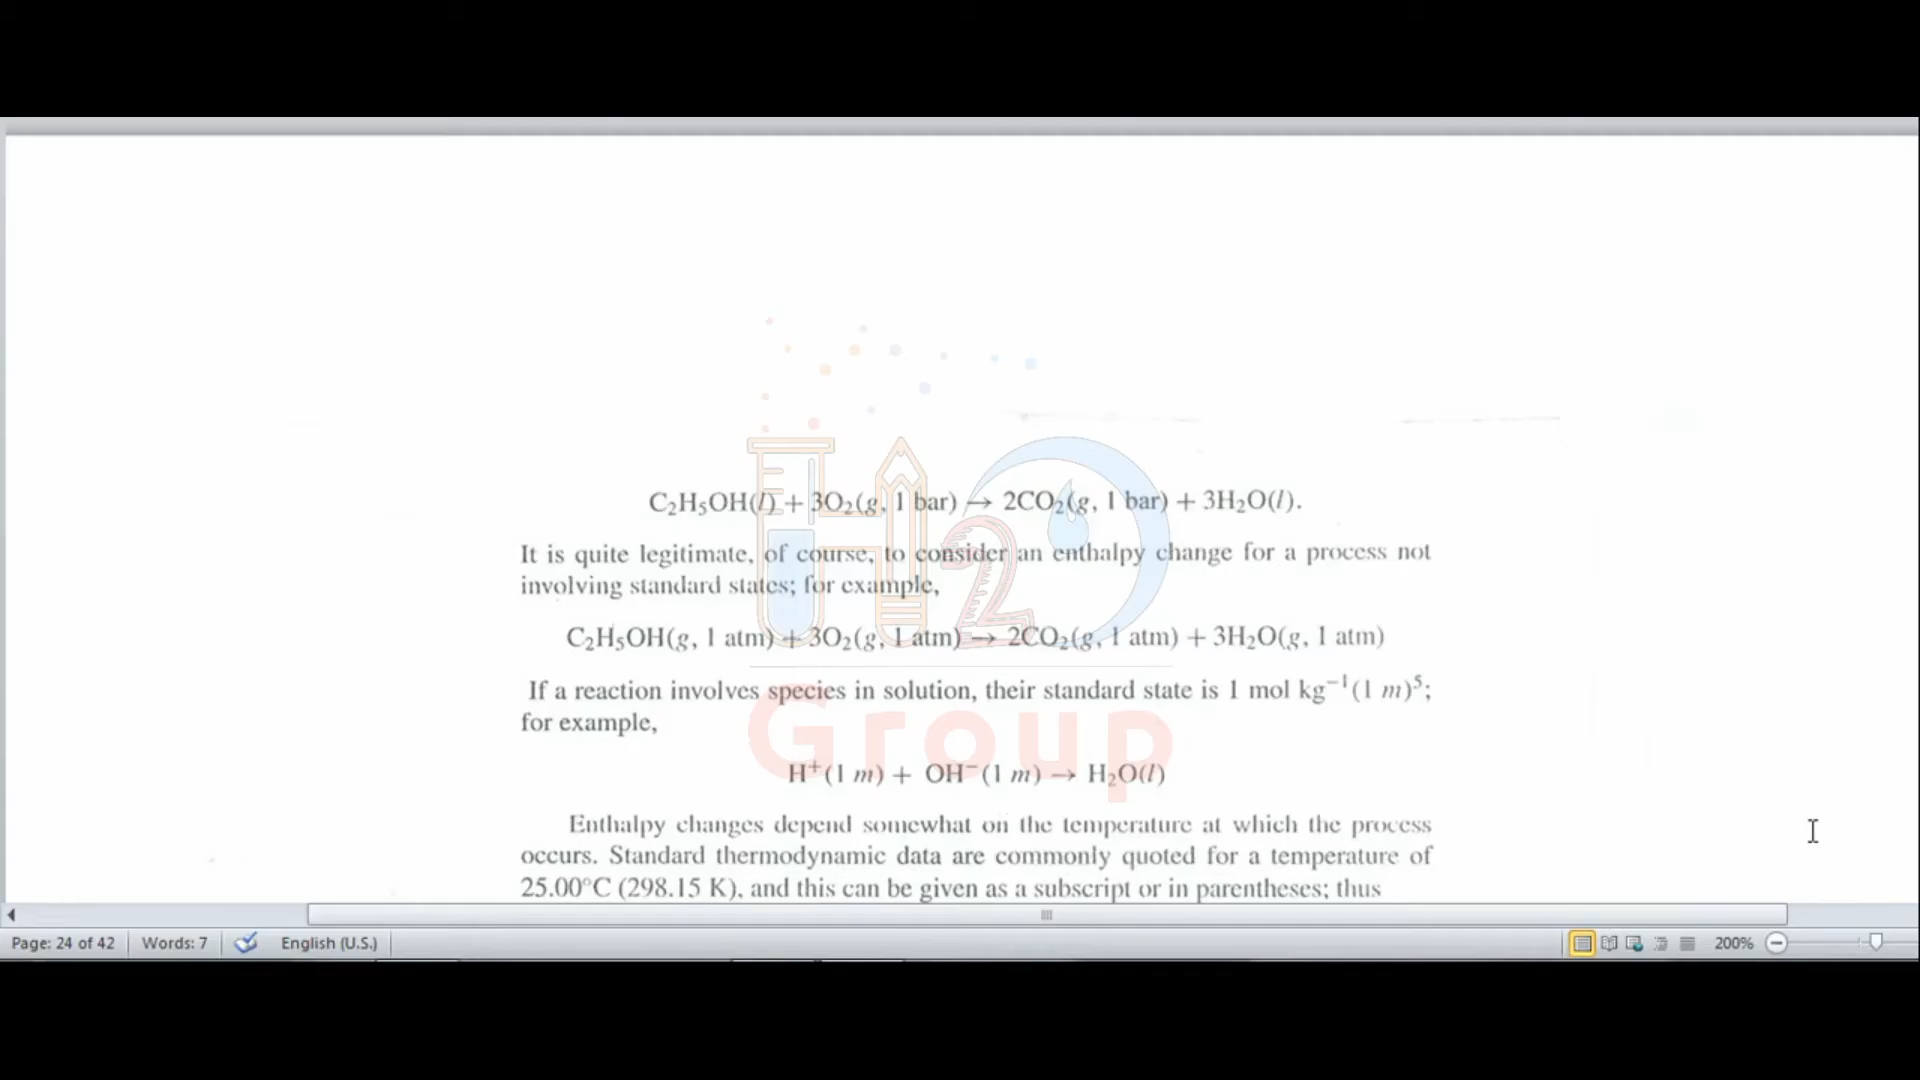 C₂H₅OH(l) + 3O₂(g, 1 bar) → 2CO₂(g, 1 bar) + 3H₂O(l).
It is quite legitimate, of course, to consider an enthalpy change for a process not
involving standard states; for example,
C₂H₅OH(g, 1 atm) + 3O₂(g, 1 atm) → 2CO₂(g, 1 atm) + 3H₂O(g, 1 atm)
If a reaction involves species in solution, their standard state is 1 mol kg⁻¹(1 m)⁵;
for example,
H⁺(1 m) + OH⁻(1 m) → H₂O(l)
Enthalpy changes depend somewhat on the temperature at which the process
occurs. Standard thermodynamic data are commonly quoted for a temperature of
25.00°C (298.15 K), and this can be given as a subscript or in parentheses; thus
H2O
Group
Page: 24 of 42 Words: 7 English (U.S.) 200%